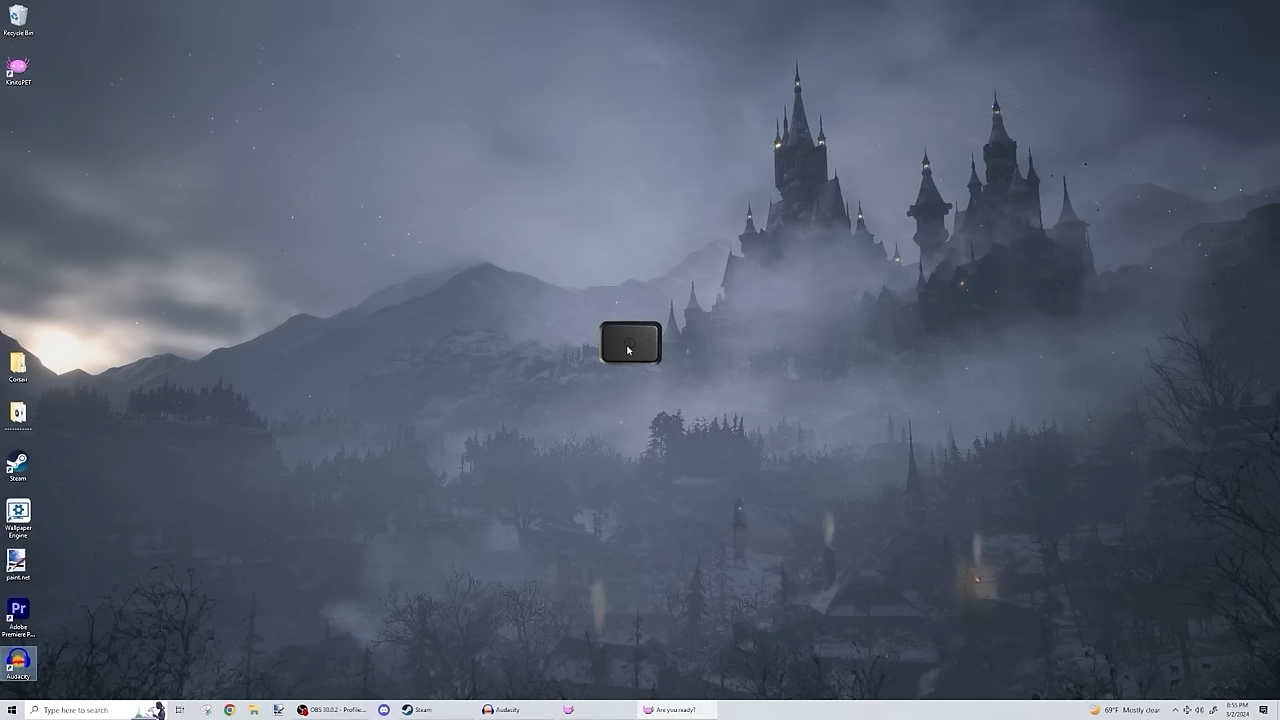 Recycle Bin
KinitoPET
Corsair
Steam
Wallpaper
Engine
paint.net
Pr
Adobe
Premiere P...
Audacity
Type here to search
OBS 30.0.2 - Profile:...
Steam
Audacity
Are you ready?
69°F Mostly clear
8:55 PM
3/2/2024